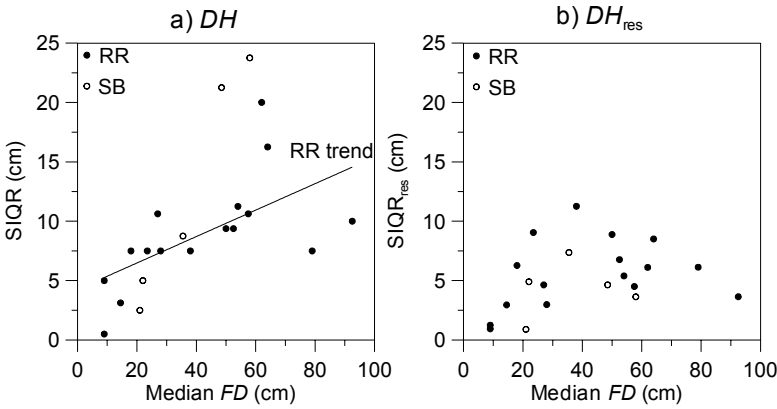 a) DH
25
20
15
10
5
0
SIQR (cm)
RR
SB
RR trend
0 20 40 60 80 100
Median FD (cm)
b) DHres
25
20
15
10
5
0
SIQRres (cm)
RR
SB
0 20 40 60 80 100
Median FD (cm)